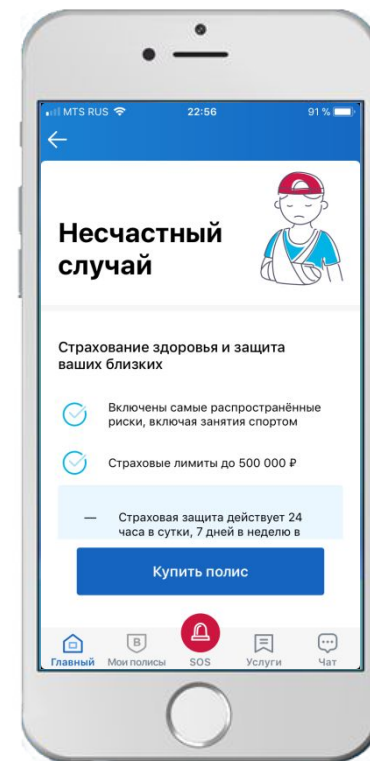 MTS RUS 22:56 91 %
Несчастный
случай
Страхование здоровья и защита
ваших близких
Включены самые распространённые
риски, включая занятия спортом
Страховые лимиты до 500 000 ₽
— Страховая защита действует 24
часа в сутки, 7 дней в неделю в
Купить полис
B
Главный Мои полисы SOS Услуги Чат